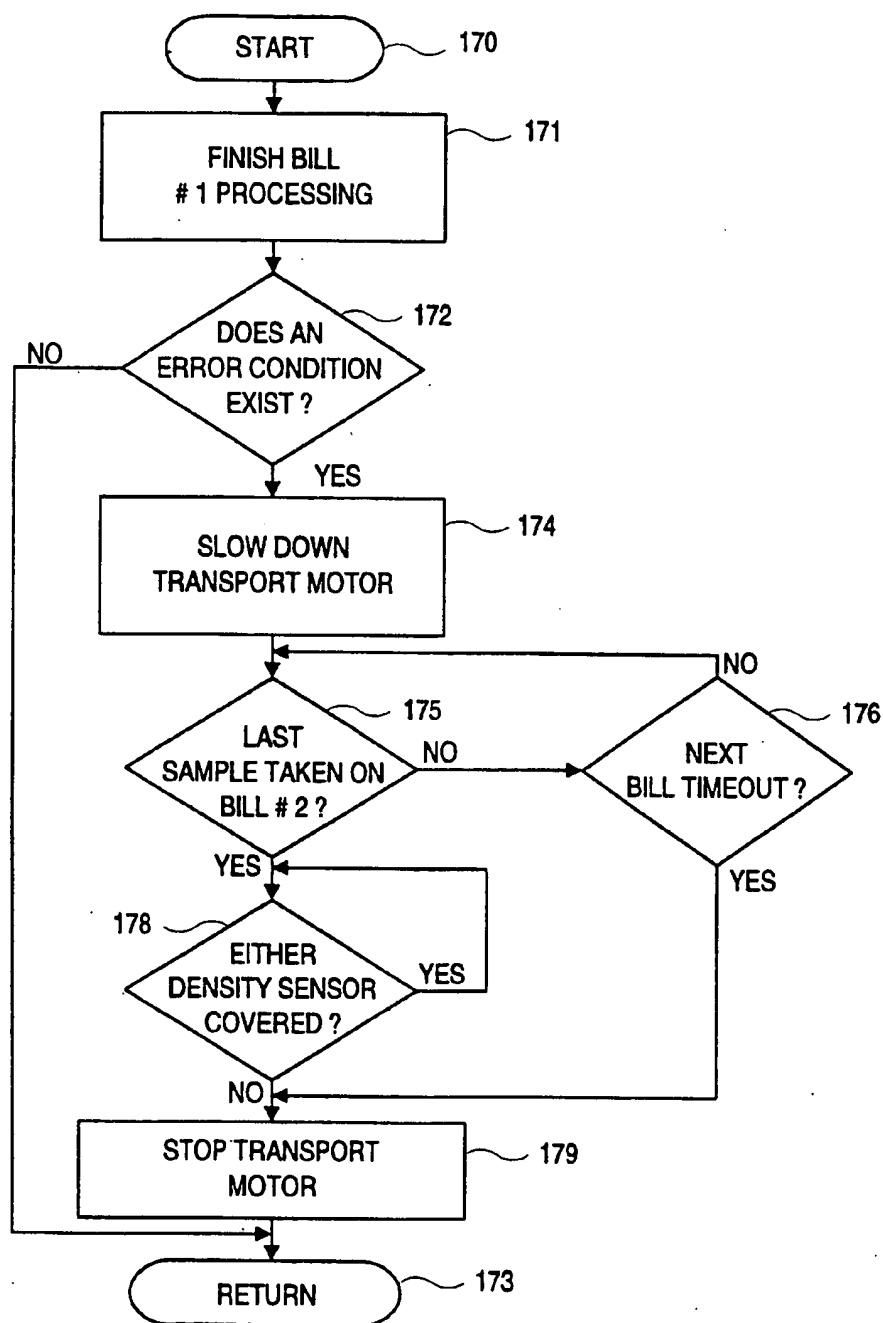 START
170
171
FINISH BILL
# 1 PROCESSING
172
DOES AN
ERROR CONDITION
EXIST ?
NO
YES
174
SLOW DOWN
TRANSPORT MOTOR
NO
175
176
LAST
SAMPLE TAKEN ON
BILL # 2 ?
NO
NEXT
BILL TIMEOUT ?
YES
YES
178
EITHER
DENSITY SENSOR
COVERED ?
YES
NO
STOP TRANSPORT
MOTOR
179
RETURN
173